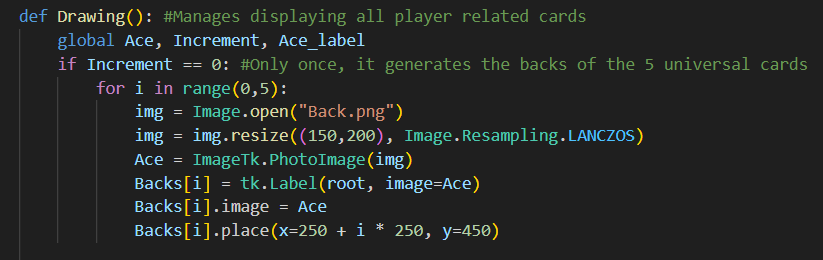 def Drawing(): #Manages displaying all player related cards
    global Ace, Increment, Ace_label
    if Increment == 0: #Only once, it generates the backs of the 5 universal cards
        for i in range(0,5):
            img = Image.open("Back.png")
            img = img.resize((150,200), Image.Resampling.LANCZOS)
            Ace = ImageTk.PhotoImage(img)
            Backs[i] = tk.Label(root, image=Ace)
            Backs[i].image = Ace
            Backs[i].place(x=250 + i * 250, y=450)